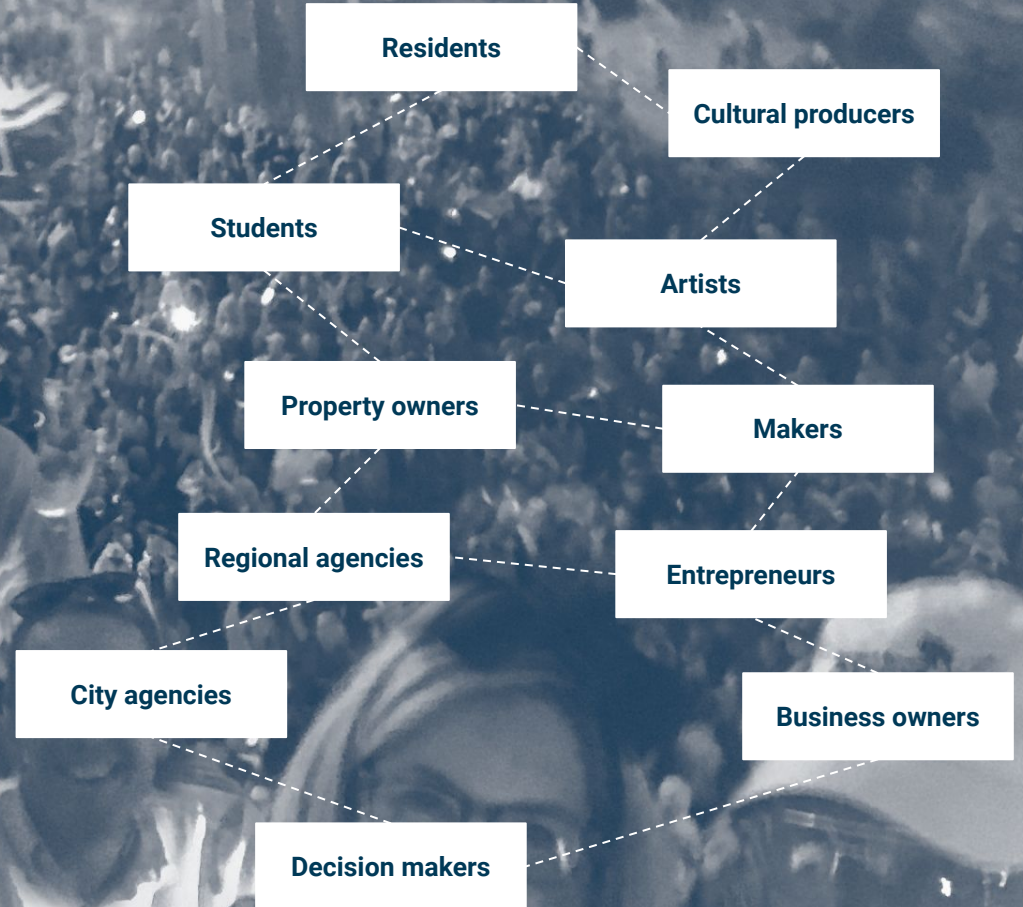 Residents
Cultural producers
Students
Artists
Property owners
Makers
Regional agencies
Entrepreneurs
City agencies
Business owners
Decision makers